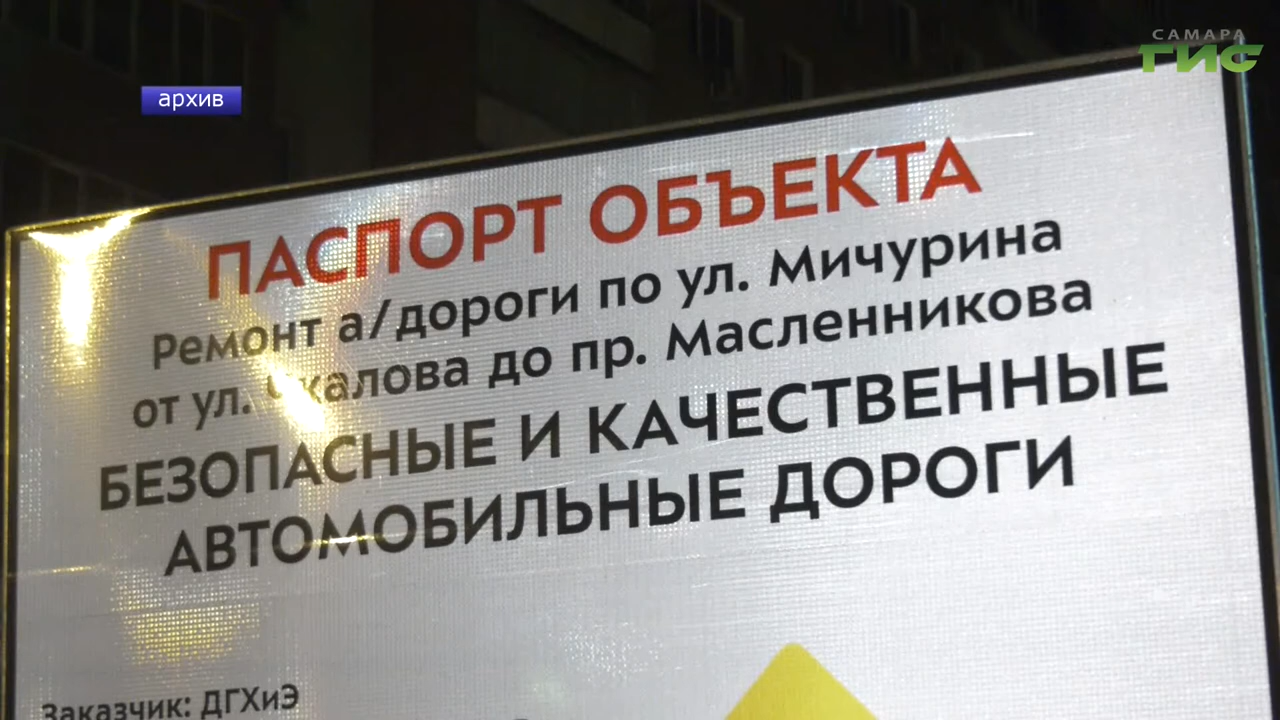 САМАРА
ГИС
архив
ПАСПОРТ ОБЪЕКТА
Ремонт а/дороги по ул. Мичурина
от ул. Чкалова до пр. Масленникова
БЕЗОПАСНЫЕ И КАЧЕСТВЕННЫЕ
АВТОМОБИЛЬНЫЕ ДОРОГИ
Заказчик: ДГХиЭ